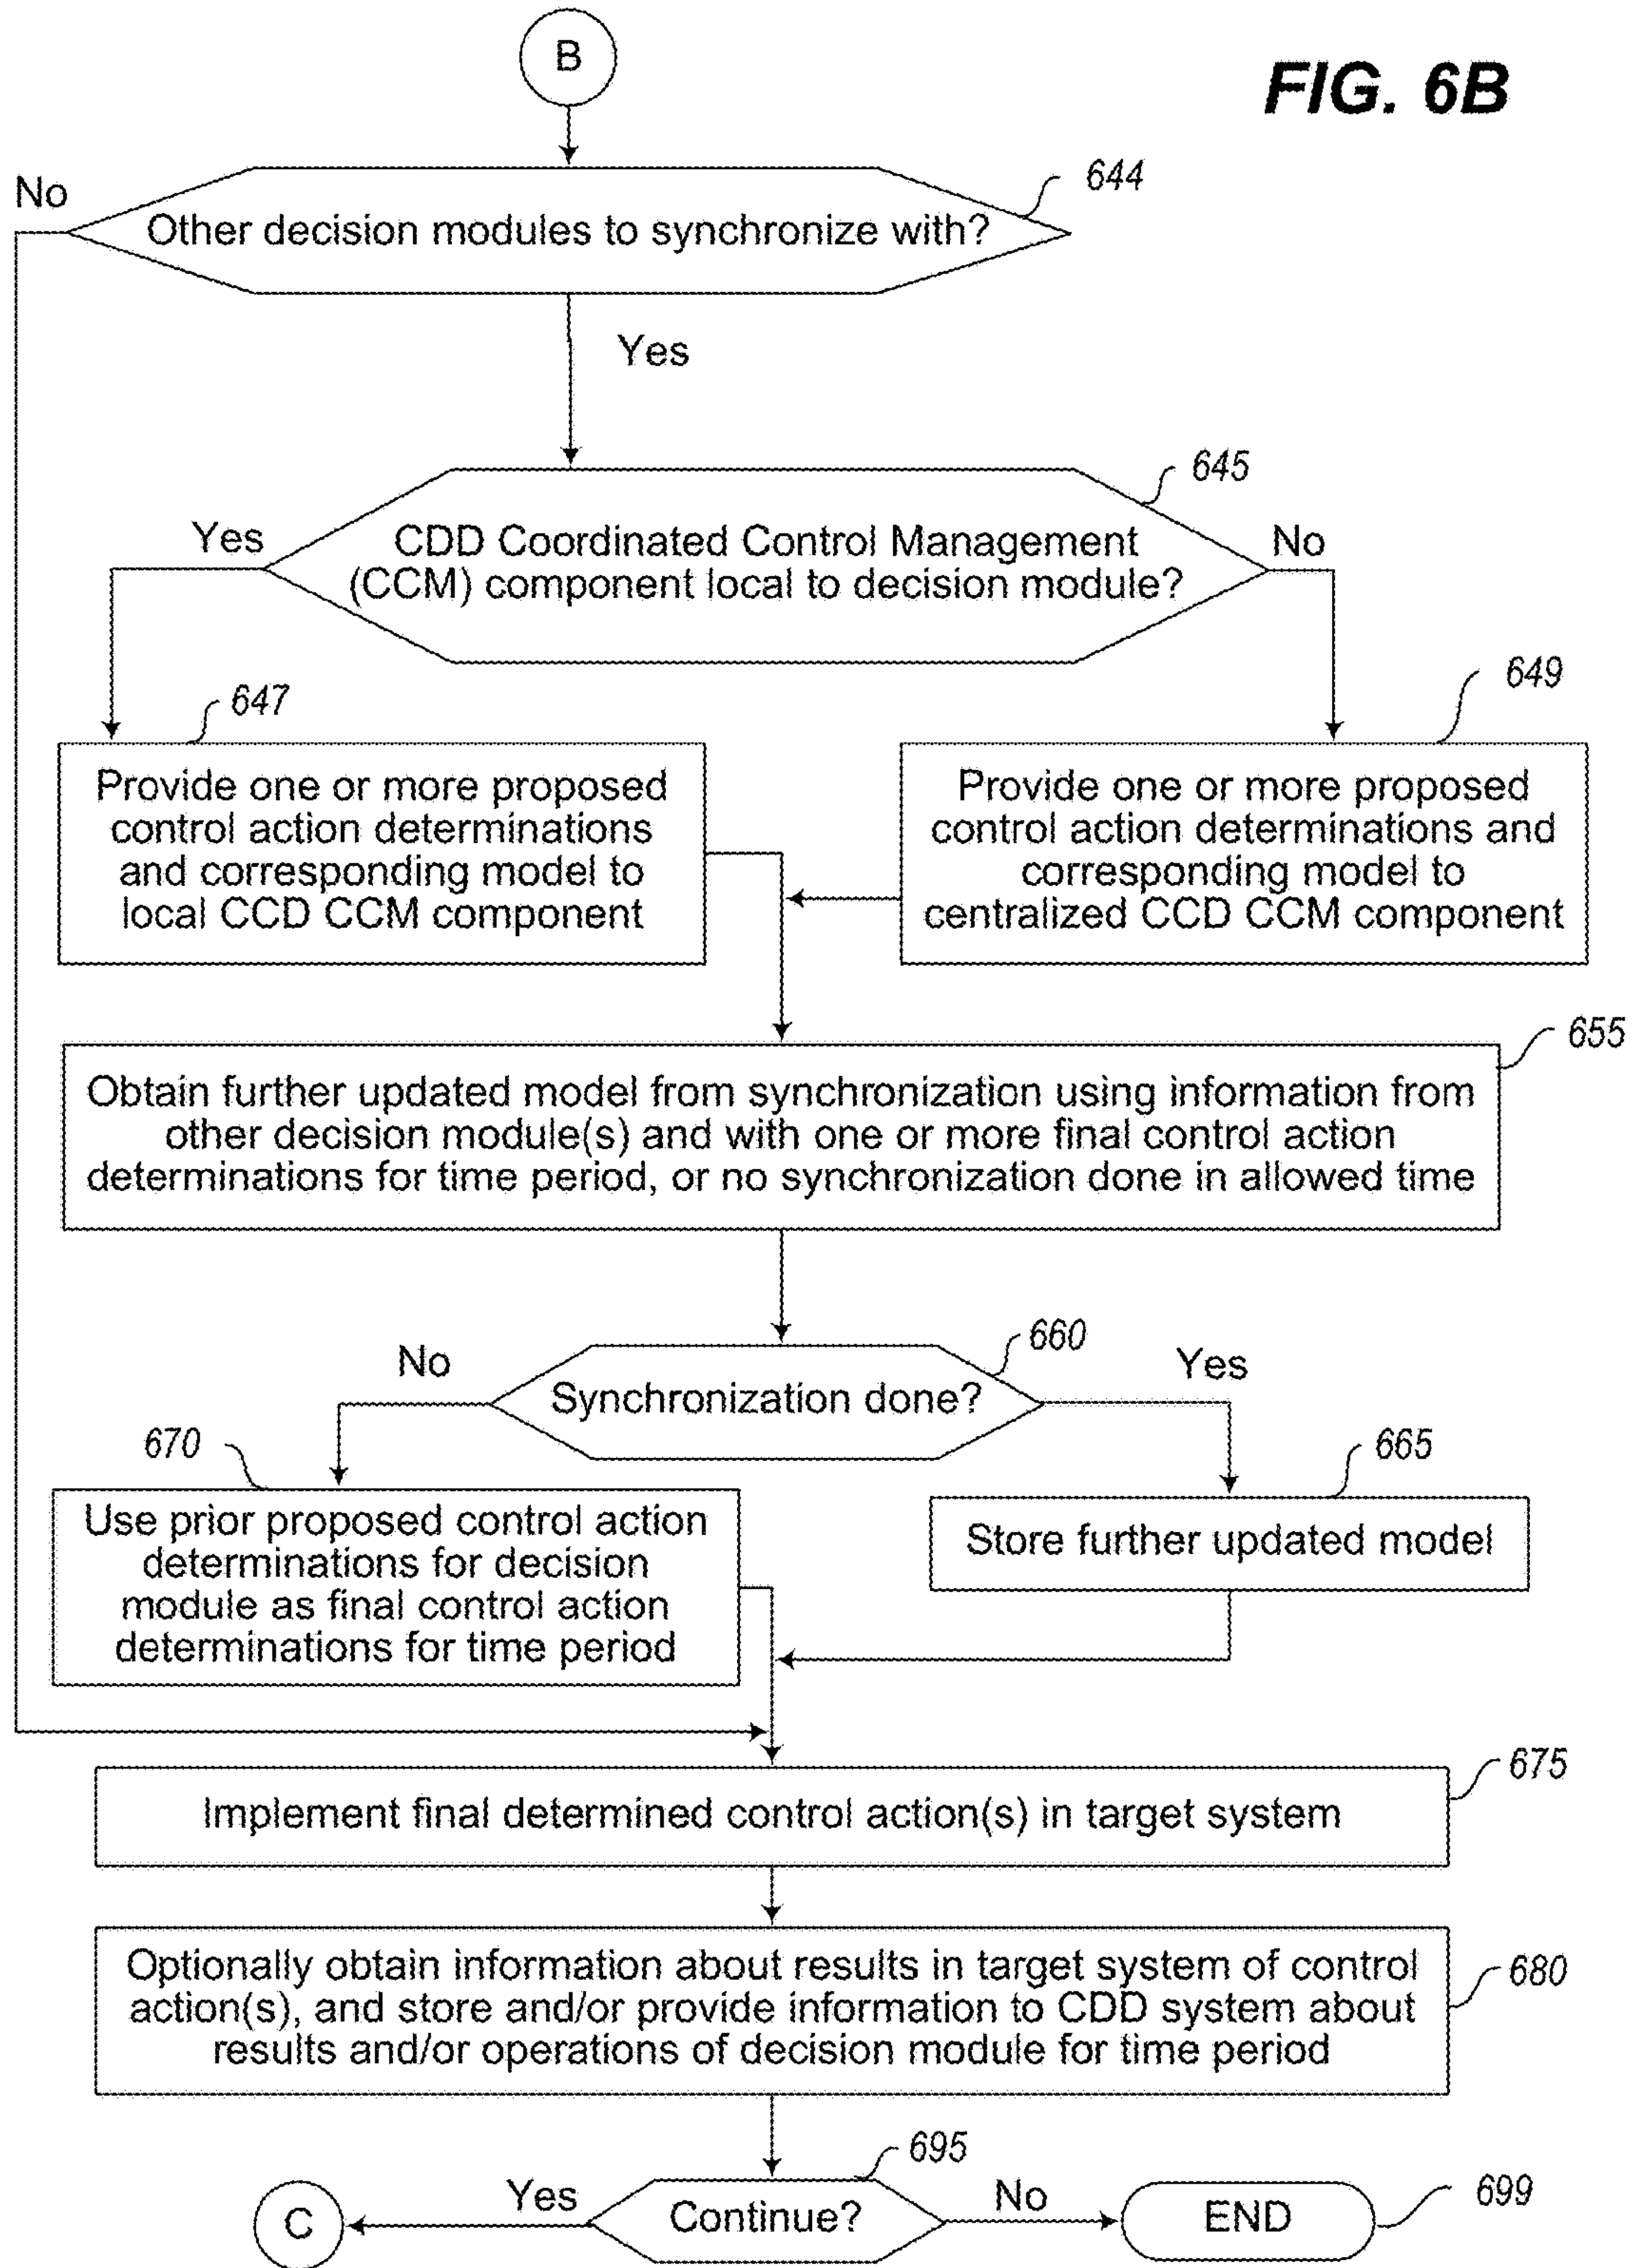 B
FIG. 6B
No
644
Other decision modules to synchronize with?
Yes
645
Yes
CDD Coordinated Control Management
(CCM) component local to decision module?
No
647
649
Provide one or more proposed
control action determinations
and corresponding model to
local CCD CCM component
Provide one or more proposed
control action determinations and
corresponding model to
centralized CCD CCM component
655
Obtain further updated model from synchronization using information from
other decision module(s) and with one or more final control action
determinations for time period, or no synchronization done in allowed time
660
No
Synchronization done?
Yes
670
665
Use prior proposed control action
determinations for decision
module as final control action
determinations for time period
Store further updated model
675
Implement final determined control action(s) in target system
Optionally obtain information about results in target system of control
action(s), and store and/or provide information to CDD system about
results and/or operations of decision module for time period
680
695
C
Yes
Continue?
No
END
699